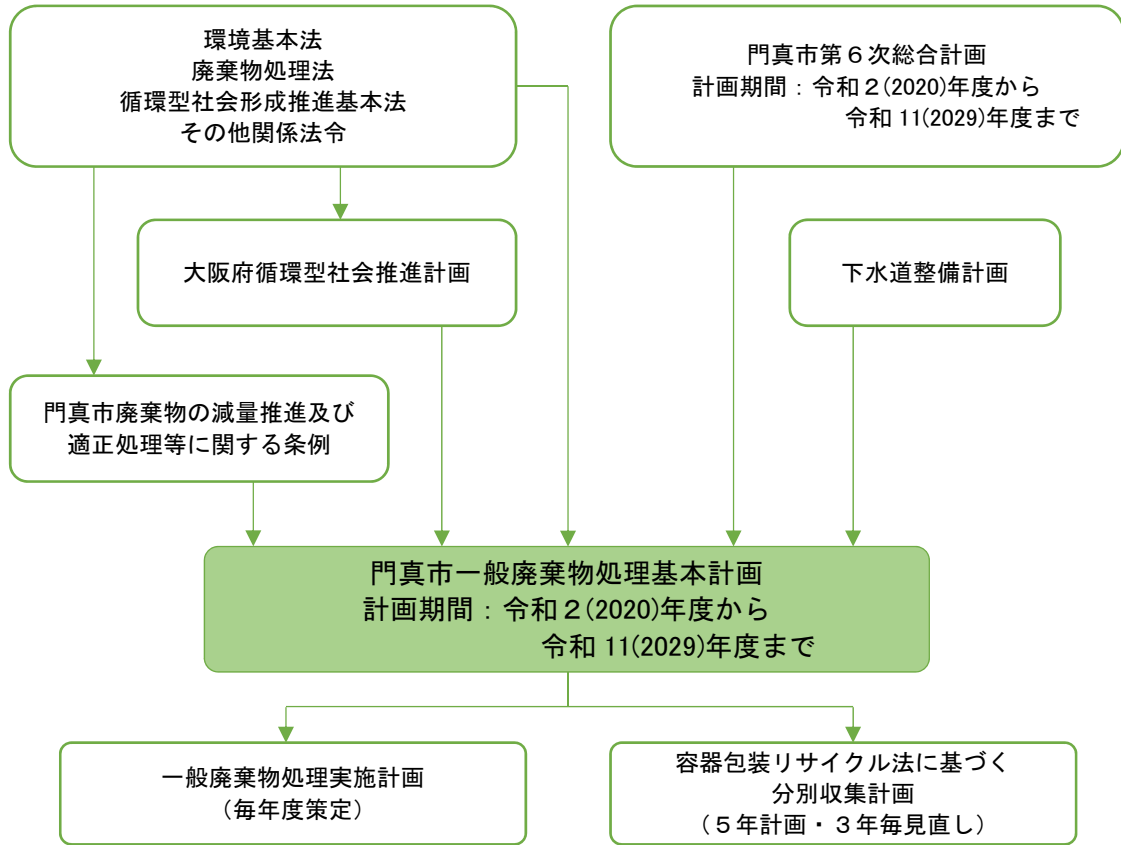 環境基本法
廃棄物処理法
循環型社会形成推進基本法
その他関係法令
門真市第６次総合計画
計画期間：令和２(2020)年度から
令和 11(2029)年度まで
大阪府循環型社会推進計画
下水道整備計画
門真市廃棄物の減量推進及び
適正処理等に関する条例
門真市一般廃棄物処理基本計画
計画期間：令和２(2020)年度から
令和 11(2029)年度まで
一般廃棄物処理実施計画
（毎年度策定）
容器包装リサイクル法に基づく
分別収集計画
（５年計画・３年毎見直し）